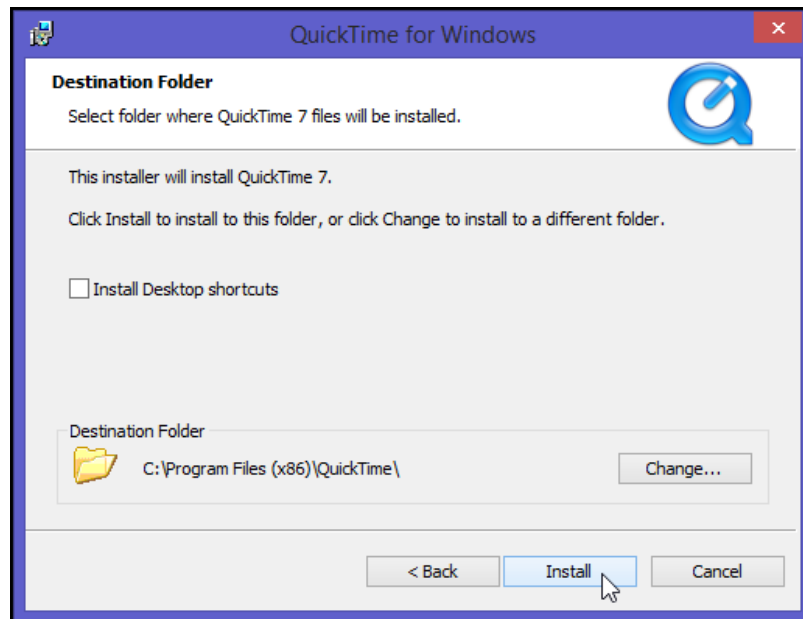 QuickTime for Windows
Destination Folder
Select folder where QuickTime 7 files will be installed.
This installer will install QuickTime 7.
Click Install to install to this folder, or click Change to install to a different folder.
Install Desktop shortcuts
Destination Folder
C:\Program Files (x86)\QuickTime\
Change...
< Back Install Cancel